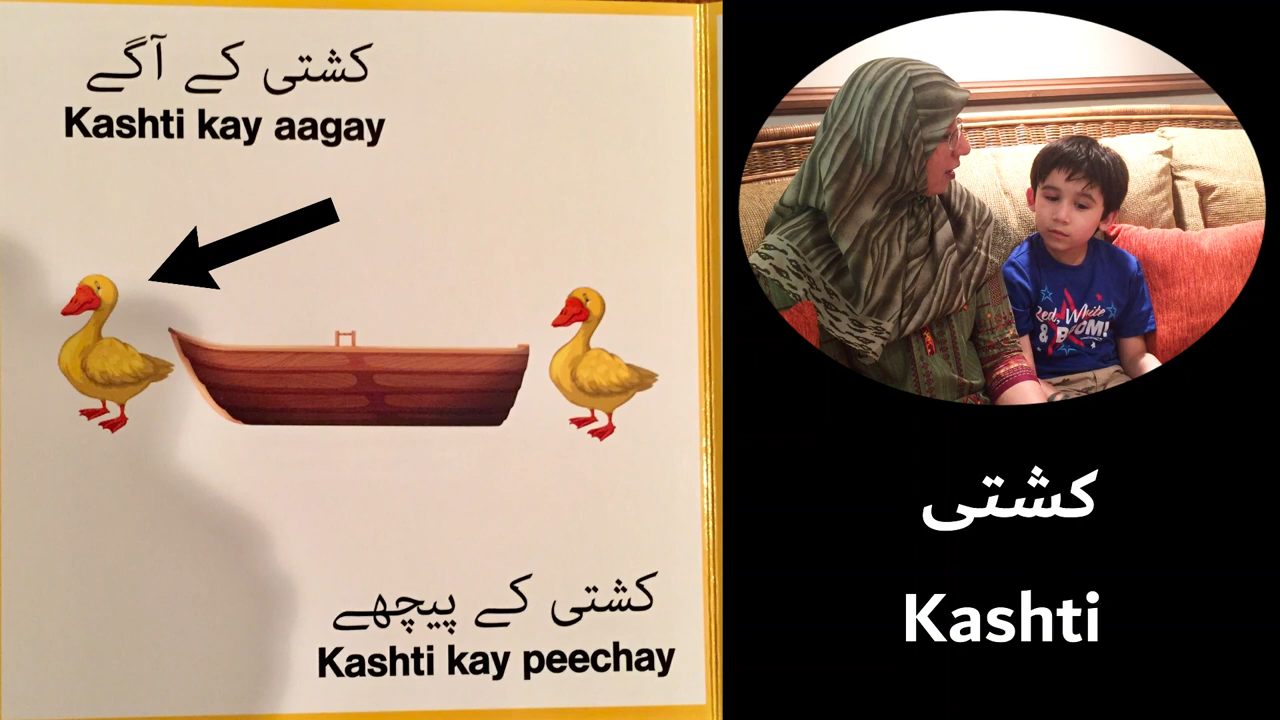 کشتی کے آگے
Kashti kay aagay
کشتی کے پیچھے
Kashti kay peechay
Red, White
& BOOM!
کشتی
Kashti